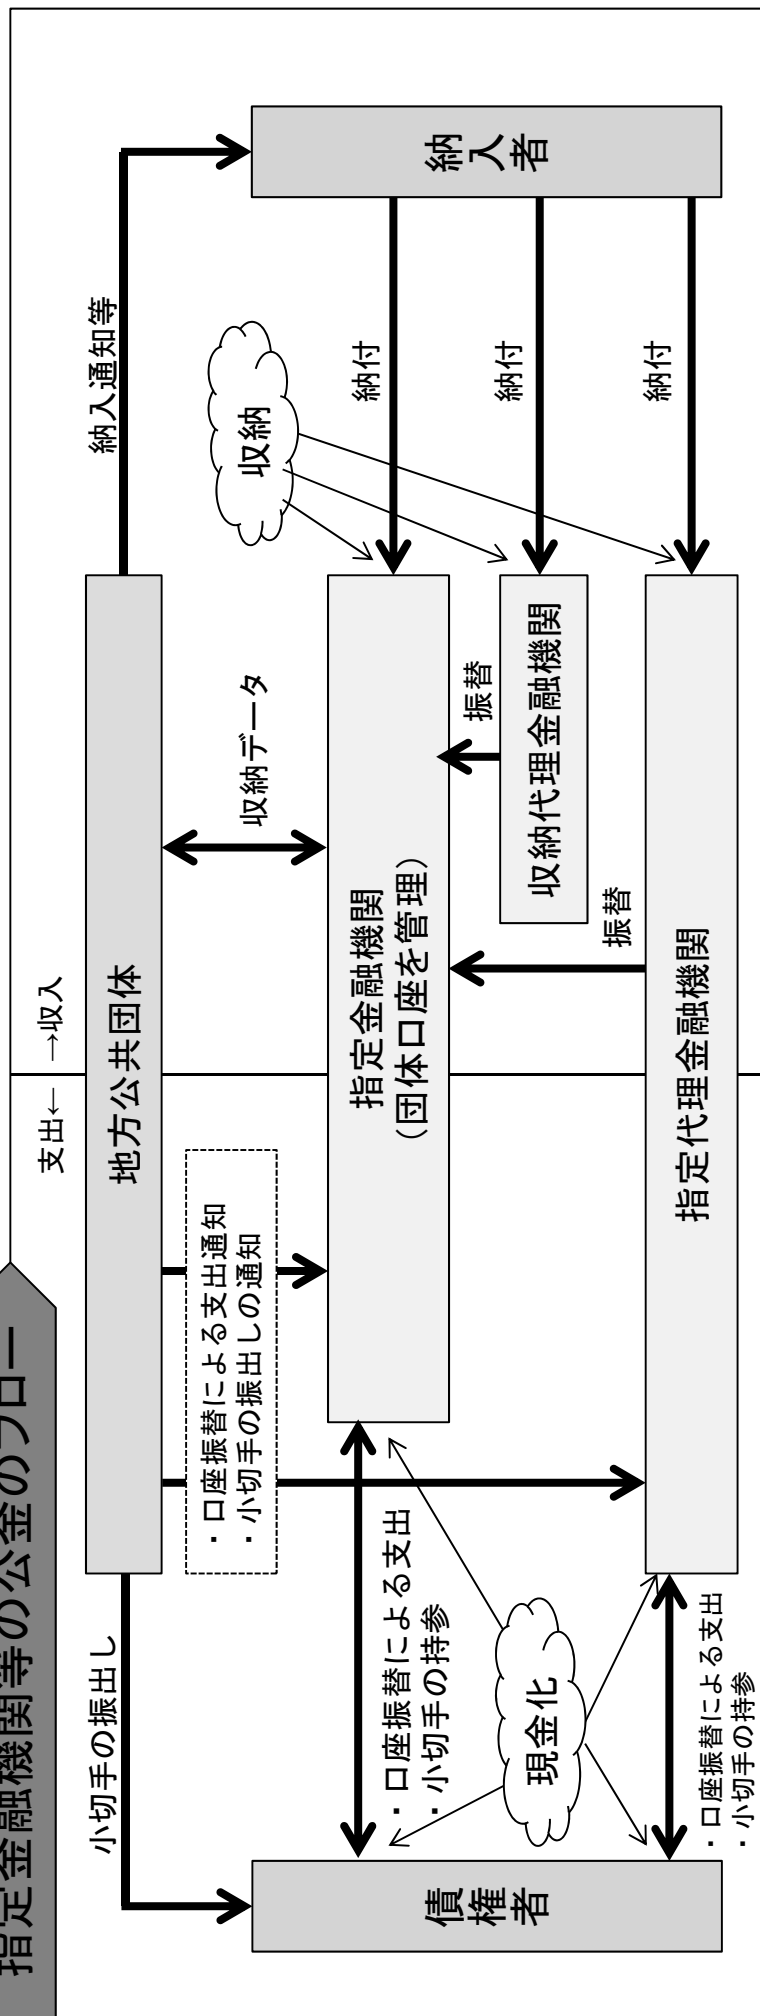 指定金融機関等の公金のフロー
支出← →収入
地方公共団体
小切手の振出し
納入通知等
・口座振替による支出通知
・小切手の振出しの通知
収納データ
収納
指定金融機関
（団体口座を管理）
納付
振替
納付
収納代理金融機関
振替
納付
指定代理金融機関
・口座振替による支出
・小切手の持参
現金化
・口座振替による支出
・小切手の持参
債権者
納入者